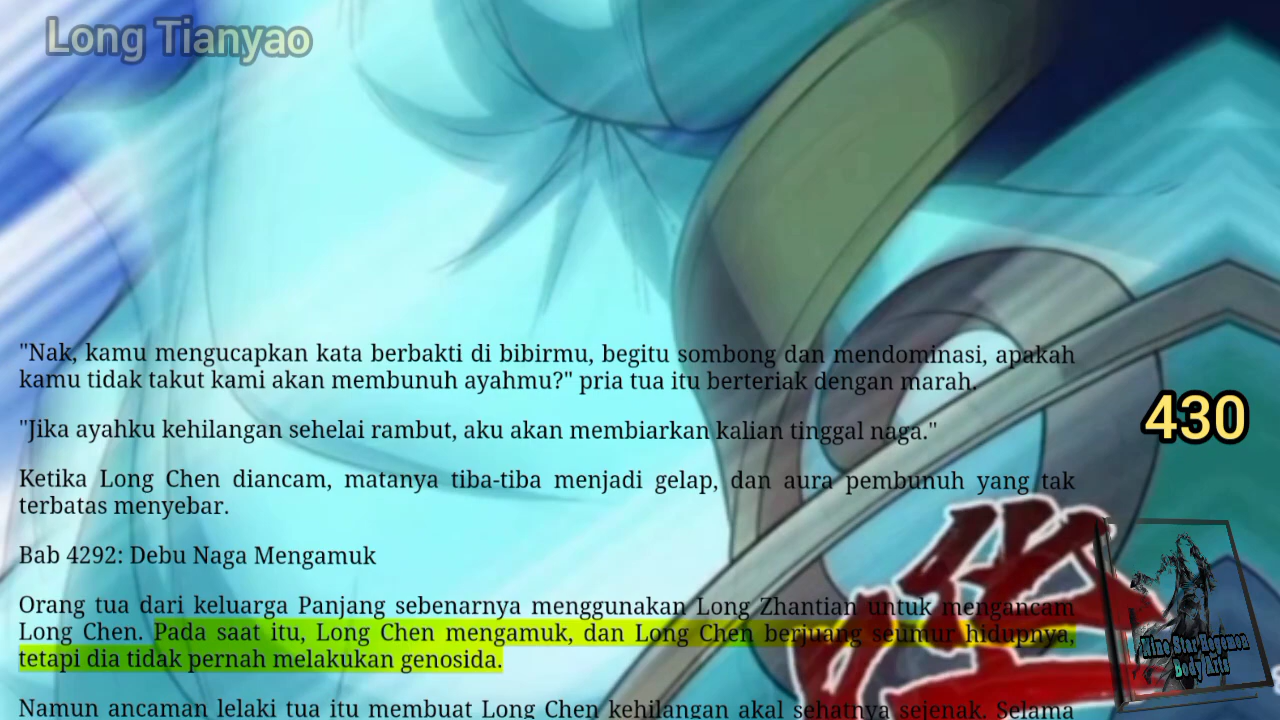 Long Tianyao
"Nak, kamu mengucapkan kata berbakti di bibirmu, begitu sombong dan mendominasi, apakah
kamu tidak takut kami akan membunuh ayahmu?" pria tua itu berteriak dengan marah.
"Jika ayahku kehilangan sehelai rambut, aku akan membiarkan kalian tinggal naga."
430
Ketika Long Chen diancam, matanya tiba-tiba menjadi gelap, dan aura pembunuh yang tak
terbatas menyebar.
Bab 4292: Debu Naga Mengamuk
Orang tua dari keluarga Panjang sebenarnya menggunakan Long Zhantian untuk mengancam
Long Chen. Pada saat itu, Long Chen mengamuk, dan Long Chen berjuang seumur hidupnya,
tetapi dia tidak pernah melakukan genosida.
Nine Star Hegemon
Body Arts
Namun ancaman lelaki tua itu membuat Long Chen kehilangan akal sehatnya sejenak. Selama